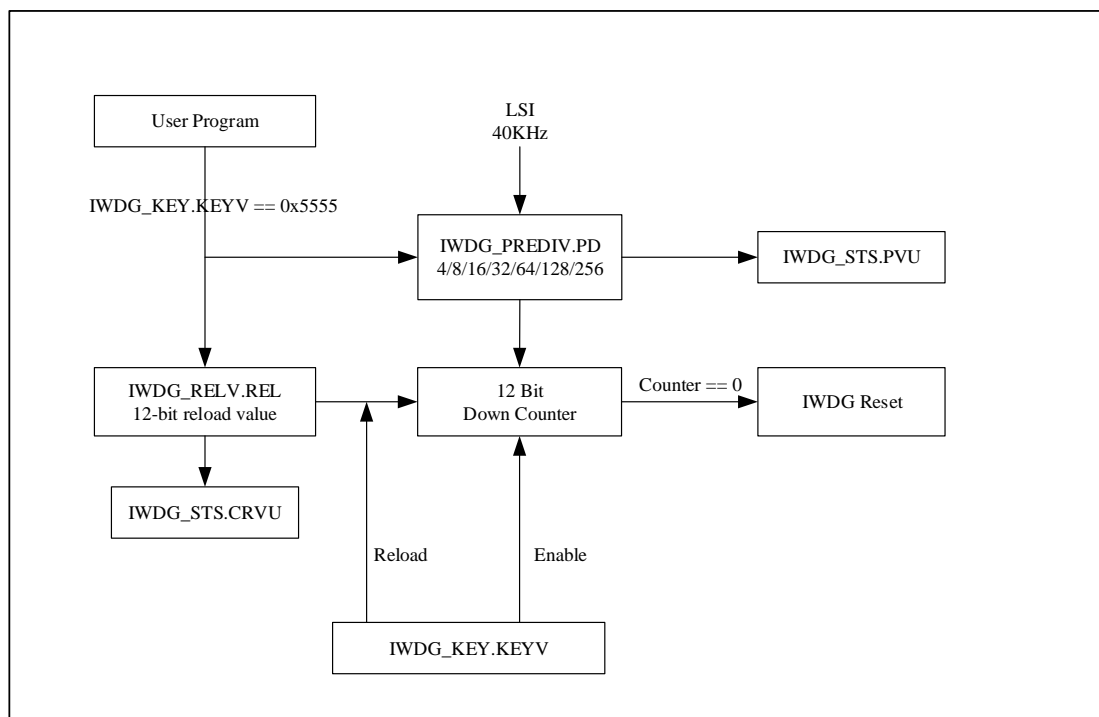 User Program
LSI
40KHz
IWDG_KEY.KEYV == 0x5555
IWDG_PREDIV.PD
4/8/16/32/64/128/256
IWDG_STS.PVU
IWDG_RELV.REL
12-bit reload value
12 Bit
Down Counter
Counter == 0
IWDG Reset
IWDG_STS.CRVU
Reload
Enable
IWDG_KEY.KEYV